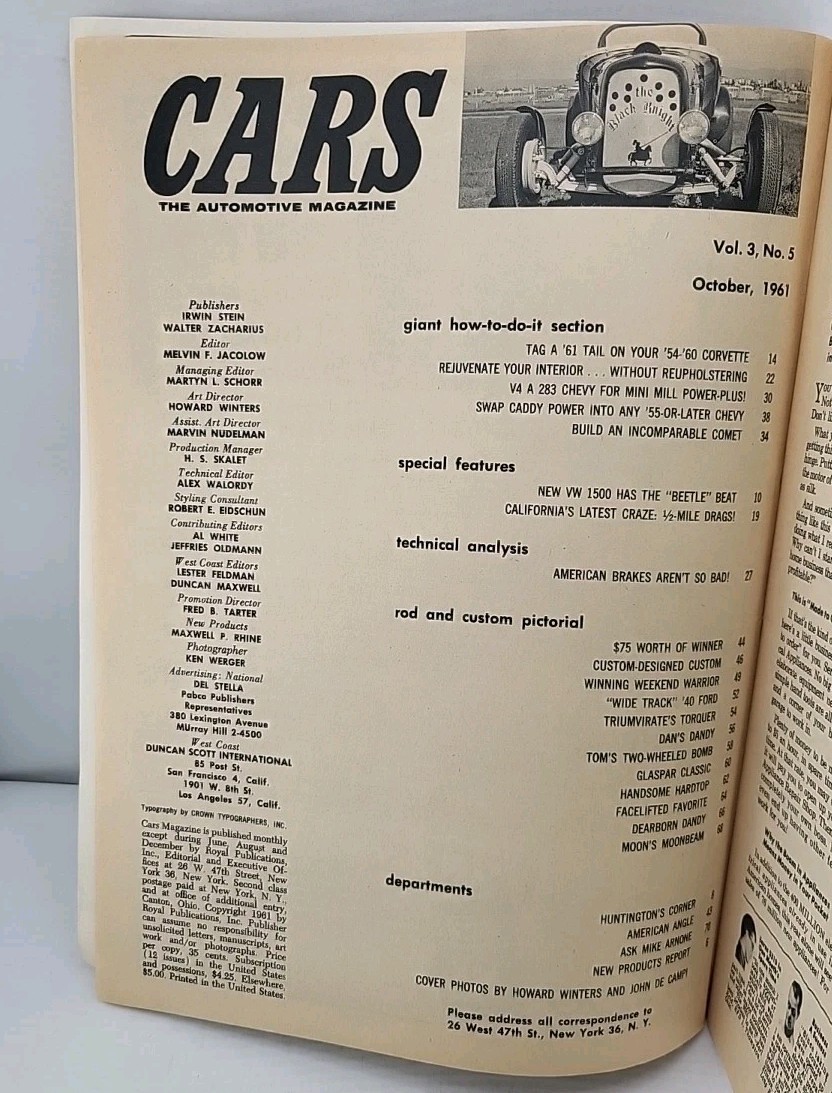 CARS
THE AUTOMOTIVE MAGAZINE
the
Black Knight
Vol. 3, No. 5
October, 1961
Publishers
IRWIN STEIN
WALTER ZACHARIUS
Editor
MELVIN F. JACOLOW
Managing Editor
MARTYN L. SCHORR
Art Director
HOWARD WINTERS
Assist. Art Director
MARVIN NUDELMAN
Production Manager
H. S. SKALET
Technical Editor
ALEX WALORDY
Styling Consultant
ROBERT E. EIDSCHUN
Contributing Editors
AL WHITE
JEFFRIES OLDMANN
West Coast Editors
LESTER FELDMAN
DUNCAN MAXWELL
Promotion Director
FRED B. TARTER
New Products
MAXWELL P. RHINE
Photographer
KEN WERGER
Advertising: National
DEL STELLA
Pabco Publishers
Representatives
380 Lexington Avenue
MUrray Hill 2-4500
West Coast
DUNCAN SCOTT INTERNATIONAL
85 Post St.
San Francisco 4, Calif.
1901 W. 8th St.
Los Angeles 57, Calif.
Typography by CROWN TYPOGRAPHERS, INC.
Cars Magazine is published monthly
except during June, August and
December by Royal Publications,
Inc., Editorial and Executive Of-
fices at 26 W. 47th Street, New
York 36, New York. Second class
postage paid at New York, N. Y.,
and at office of additional entry,
Canton, Ohio. Copyright 1961 by
Royal Publications, Inc. Publisher
can assume no responsibility for
unsolicited letters, manuscripts, art
work and/or photographs. Price
per copy, 35 cents. Subscription
(12 issues) in the United States
and possessions, $4.25. Elsewhere,
$5.00. Printed in the United States.
giant how-to-do-it section
TAG A '61 TAIL ON YOUR '54-'60 CORVETTE 14
REJUVENATE YOUR INTERIOR . . . WITHOUT REUPHOLSTERING 22
V4 A 283 CHEVY FOR MINI MILL POWER-PLUS! 30
SWAP CADDY POWER INTO ANY '55-OR-LATER CHEVY 38
BUILD AN INCOMPARABLE COMET 34
special features
NEW VW 1500 HAS THE "BEETLE" BEAT 10
CALIFORNIA'S LATEST CRAZE: ½-MILE DRAGS! 19
technical analysis
AMERICAN BRAKES AREN'T SO BAD! 27
rod and custom pictorial
$75 WORTH OF WINNER 44
CUSTOM-DESIGNED CUSTOM 46
WINNING WEEKEND WARRIOR 49
"WIDE TRACK" '40 FORD 52
TRIUMVIRATE'S TORQUER 54
DAN'S DANDY 56
TOM'S TWO-WHEELED BOMB 58
GLASPAR CLASSIC 60
HANDSOME HARDTOP 62
FACELIFTED FAVORITE 64
DEARBORN DANDY 66
MOON'S MOONBEAM 68
departments
HUNTINGTON'S CORNER
AMERICAN ANGLE 43
ASK MIKE ARNONE 70
NEW PRODUCTS REPORT 6
COVER PHOTOS BY HOWARD WINTERS AND JOHN DE CAMPI
Please address all correspondence to
26 West 47th St., New York 36, N. Y.